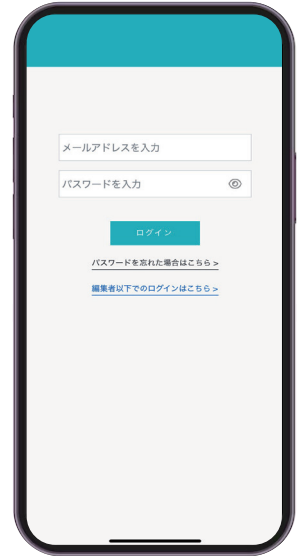 メールアドレスを入力
パスワードを入力
ログイン
パスワードを忘れた場合はこちら >
編集者以下でのログインはこちら >